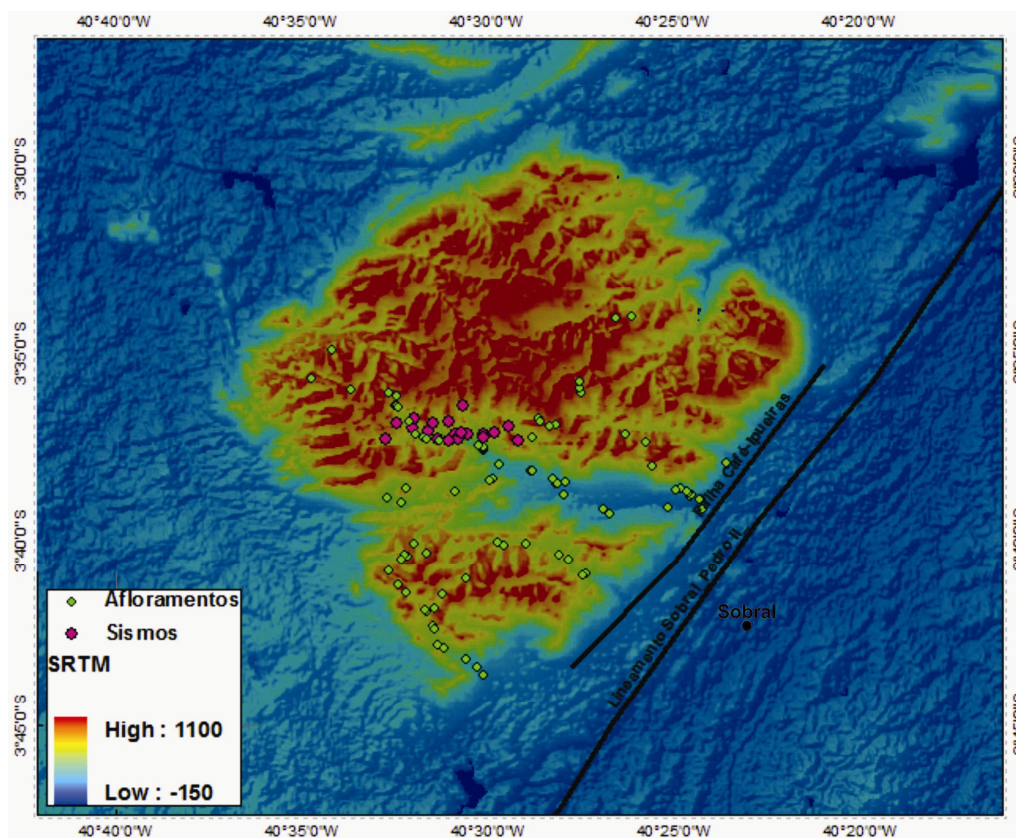 40°40'0"W 40°35'0"W 40°30'0"W 40°25'0"W 40°20'0"W
3°30'0"S
3°35'0"S
3°40'0"S
3°45'0"S
Falha Café-Ipueiras
Lineamento Sobral Pedro II
Sobral
Afloramentos
Sismos
SRTM
High : 1100
Low : -150
3°45'0"S
40°40'0"W 40°35'0"W 40°30'0"W 40°25'0"W 40°20'0"W